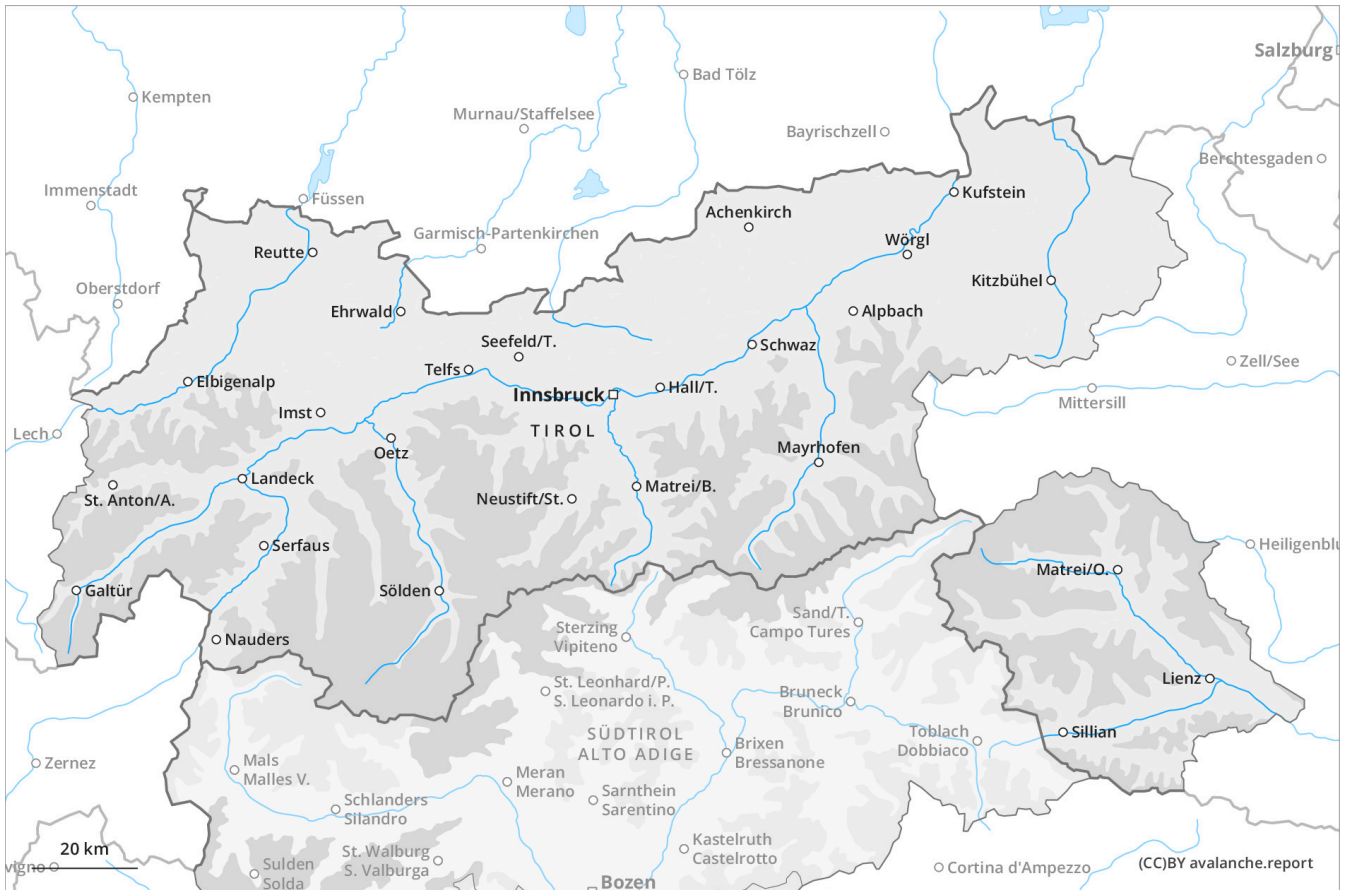 Salzburg
Bad Tölz
Kempten
Murnau/Staffelsee
Bayrischzell
Berchtesgaden
Immenstadt
Füssen
Kufstein
Achenkirch
Garmisch-Partenkirchen
Wörgl
Reutte
Oberstdorf
Kitzbühel
Ehrwald
Alpbach
Seefeld/T.
Schwaz
Zell/See
Telfs
Elbigenalp
Innsbruck
Hall/T.
Mittersill
Imst
TIROL
Lech
Oetz
Mayrhofen
Landeck
St. Anton/A.
Neustift/St.
Matrei/B.
Serfaus
Heiligenblu
Matrei/O.
Galtür
Sölden
Sand/T.
Campo Tures
Sterzing
Vipiteno
Nauders
Lienz
St. Leonhard/P.
S. Leonardo i. P.
Bruneck
Brunico
SÜDTIROL
ALTO ADIGE
Toblach
Dobbiaco
Sillian
Brixen
Bressanone
Zernez
Mals
Malles V.
Meran
Merano
Sarnthein
Sarentino
Schlanders
Silandro
Kastelruth
Castelrotto
20 km
St. Walburg
S. Valburga
vigno
Sulden
Solda
Cortina d'Ampezzo
(CC)BY avalanche.report
Bozen